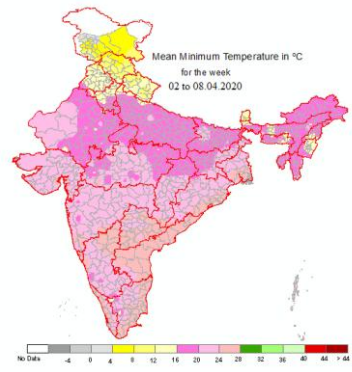 Mean Minimum Temperature in °C
for the week
02 to 08.04.2020
No Data -4 0 4 8 12 16 20 24 28 32 36 40 44 > 44